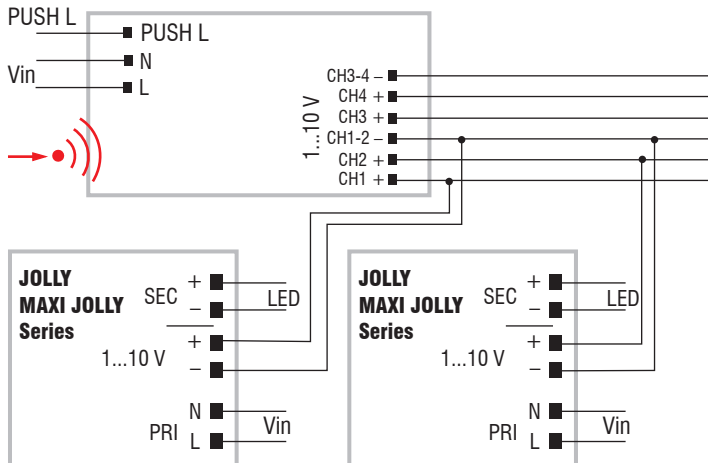 PUSH L
PUSH L
N
Vin
L
1...10 V
CH3-4 –
CH4 +
CH3 +
CH1-2 –
CH2 +
CH1 +
JOLLY
MAXI JOLLY
Series
SEC
+
–
LED
+
1...10 V
–
PRI
N
L
Vin
JOLLY
MAXI JOLLY
Series
SEC
+
–
LED
+
1...10 V
–
PRI
N
L
Vin